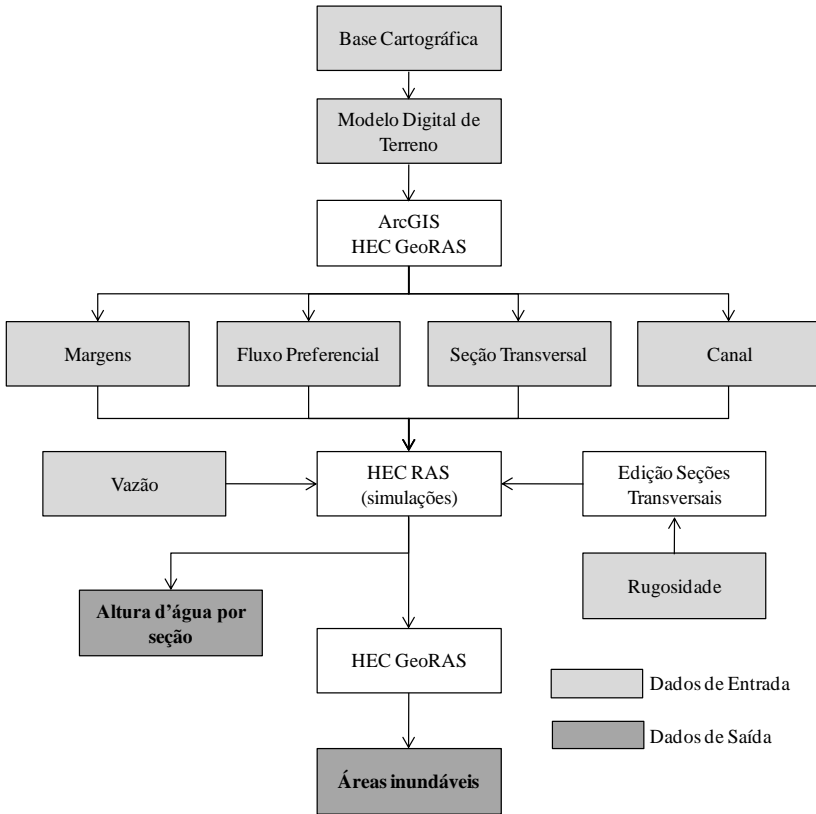 Base Cartográfica
Modelo Digital de
Terreno
ArcGIS
HEC GeoRAS
Margens
Fluxo Preferencial
Seção Transversal
Canal
Vazão
HEC RAS
(simulações)
Edição Seções
Transversais
Rugosidade
Altura d'água por
seção
HEC GeoRAS
Dados de Entrada
Dados de Saída
Áreas inundáveis